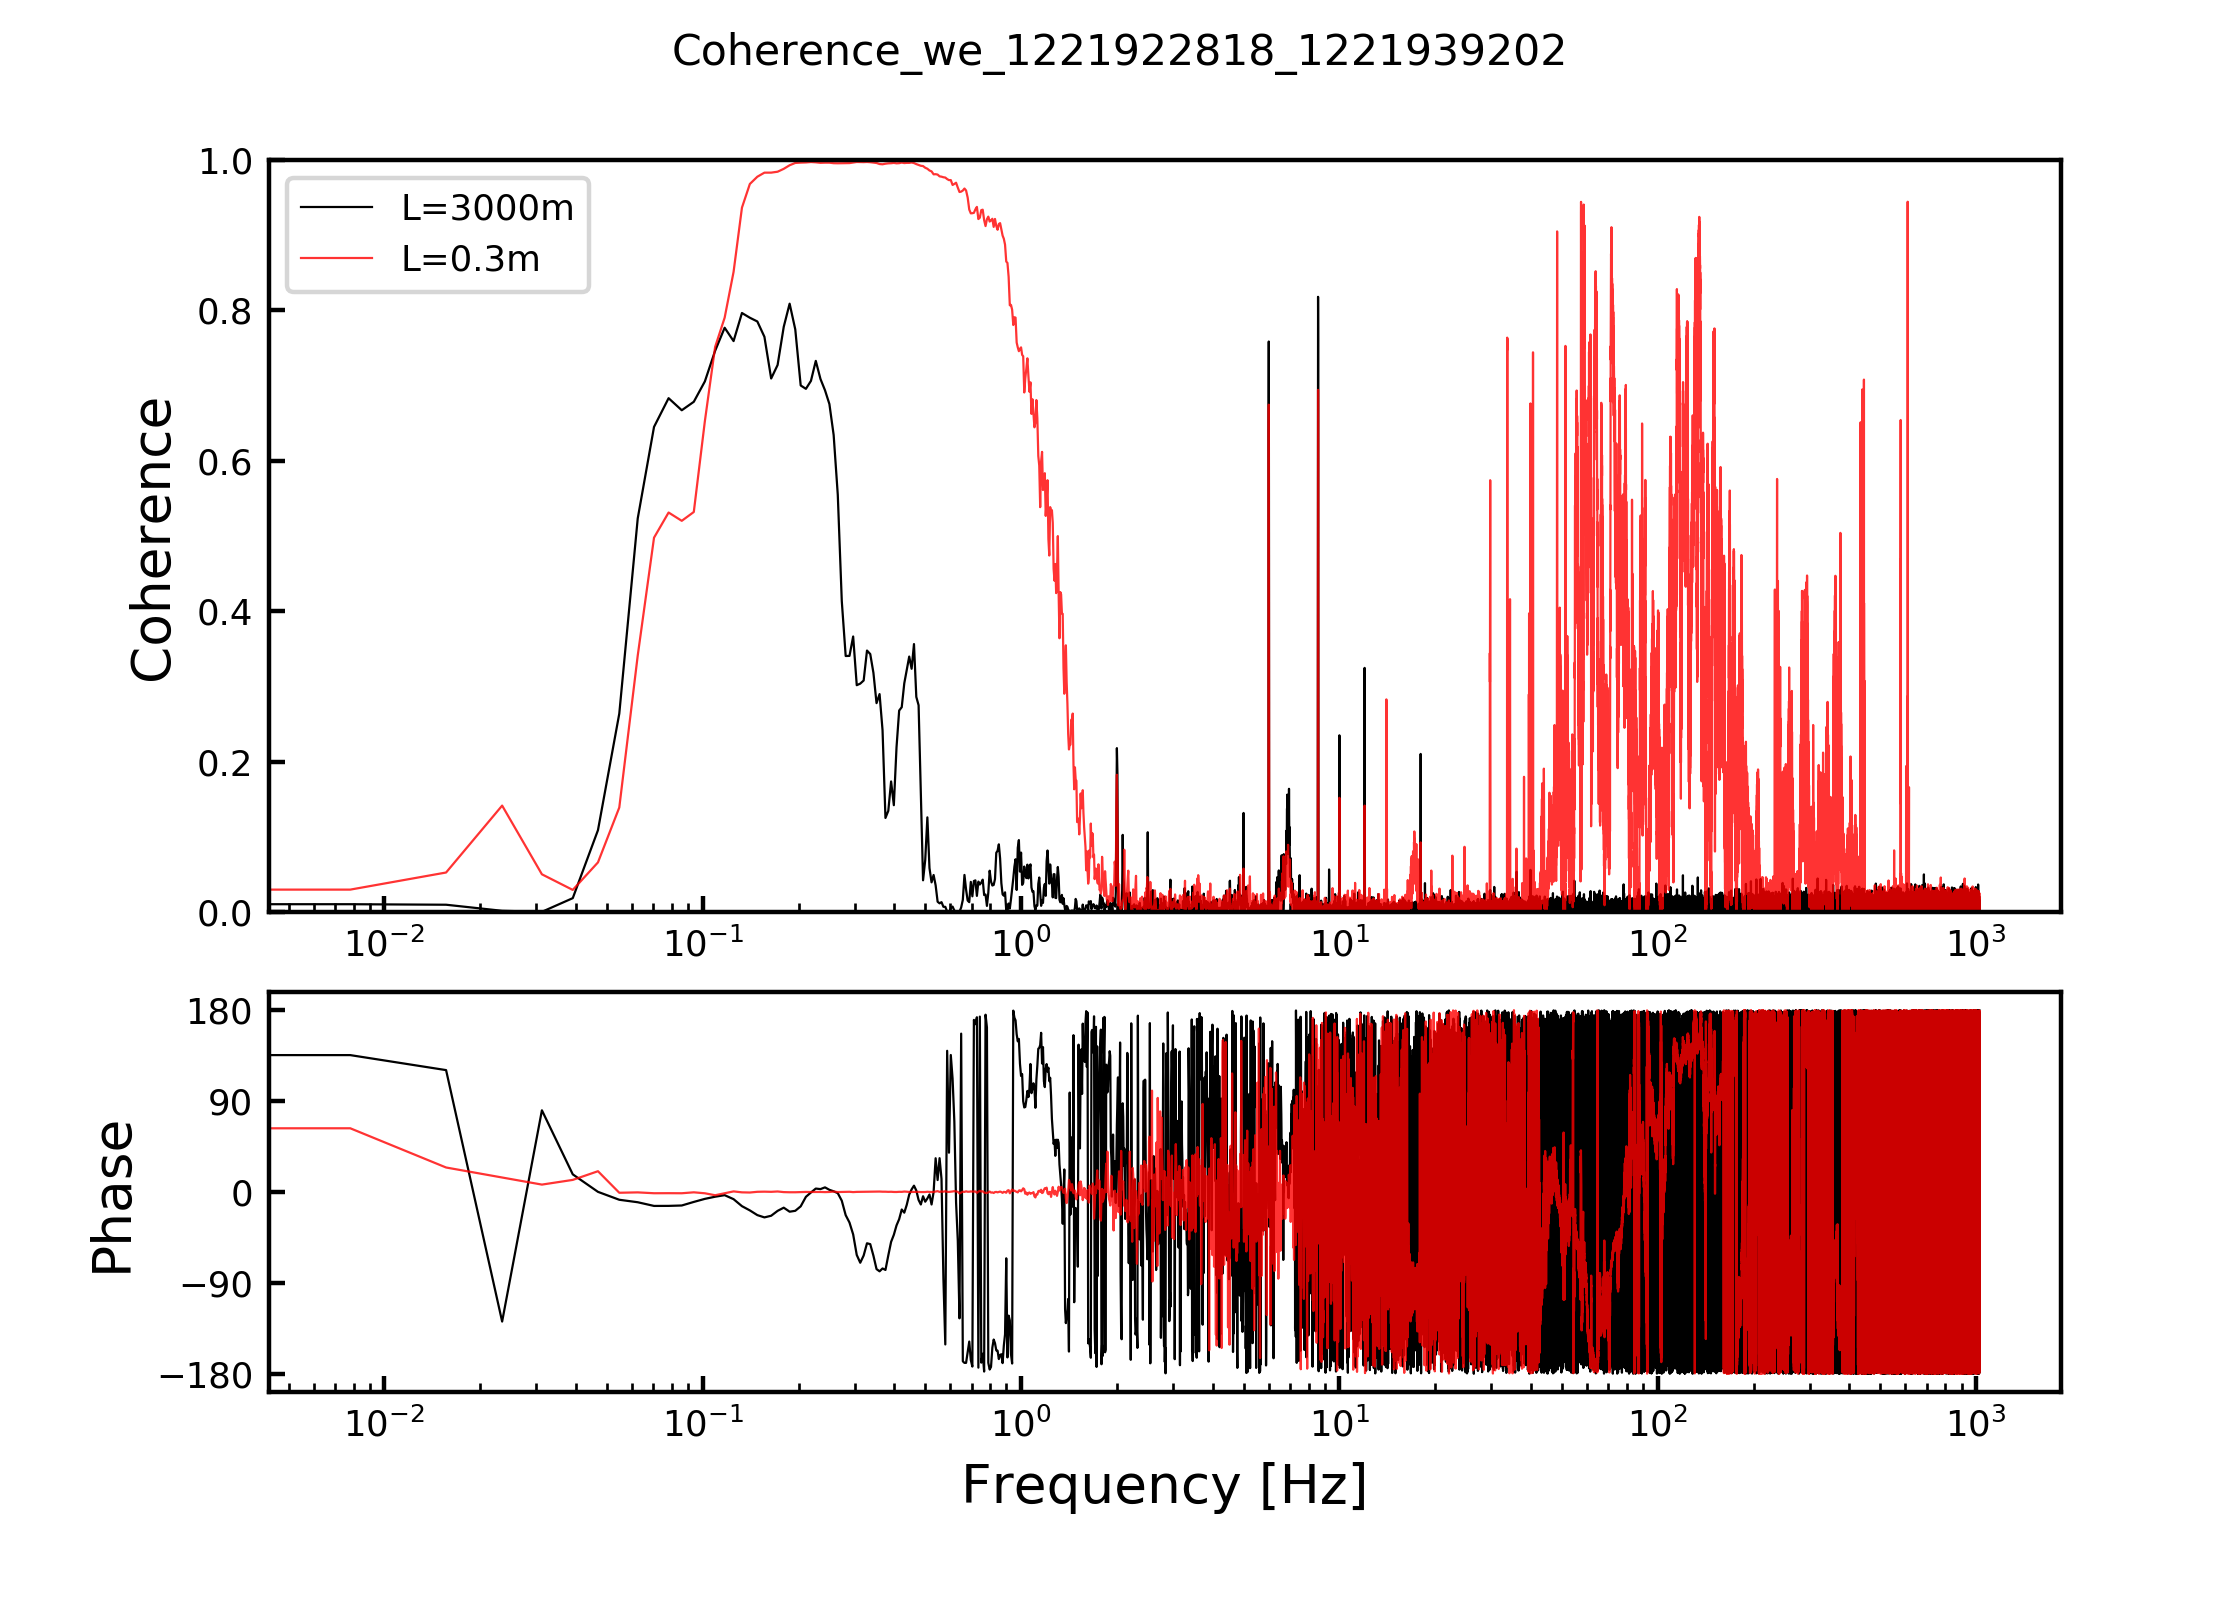 Coherence_we_1221922818_1221939202
1.0
0.8
0.6
0.4
0.2
0.0
Coherence
L=3000m
L=0.3m
10⁻² 10⁻¹ 10⁰ 10¹ 10² 10³
180
90
0
−90
−180
Phase
10⁻² 10⁻¹ 10⁰ 10¹ 10² 10³
Frequency [Hz]